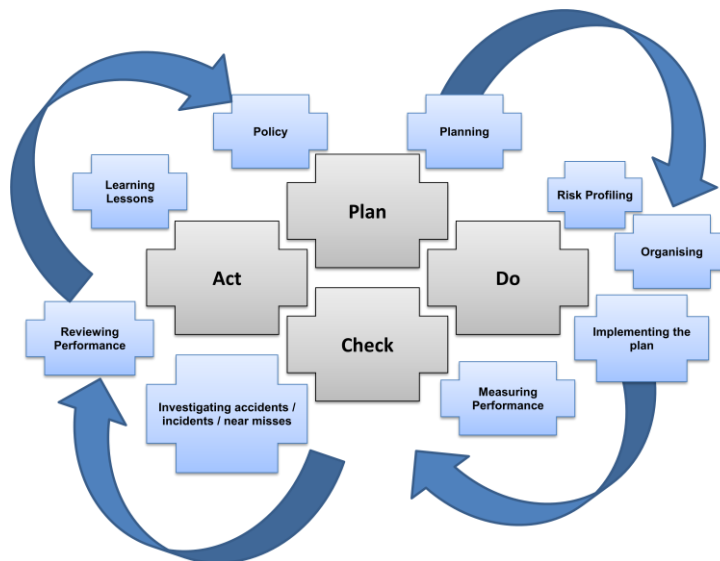 Policy
Planning
Learning
Lessons
Plan
Risk Profiling
Organising
Act
Do
Reviewing
Performance
Check
Implementing the
plan
Investigating accidents /
incidents / near misses
Measuring
Performance